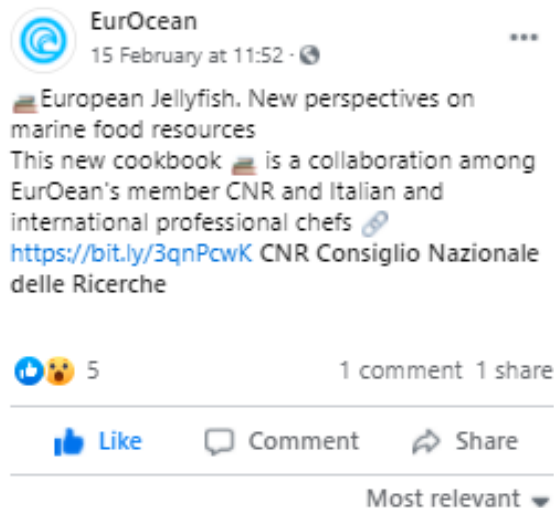 EurOcean
15 February at 11:52 ·
📚European Jellyfish. New perspectives on
marine food resources
This new cookbook 📚 is a collaboration among
EurOean's member CNR and Italian and
international professional chefs 🔗
https://bit.ly/3qnPcwK CNR Consiglio Nazionale
delle Ricerche
👍😮 5 1 comment 1 share
Like Comment Share
Most relevant